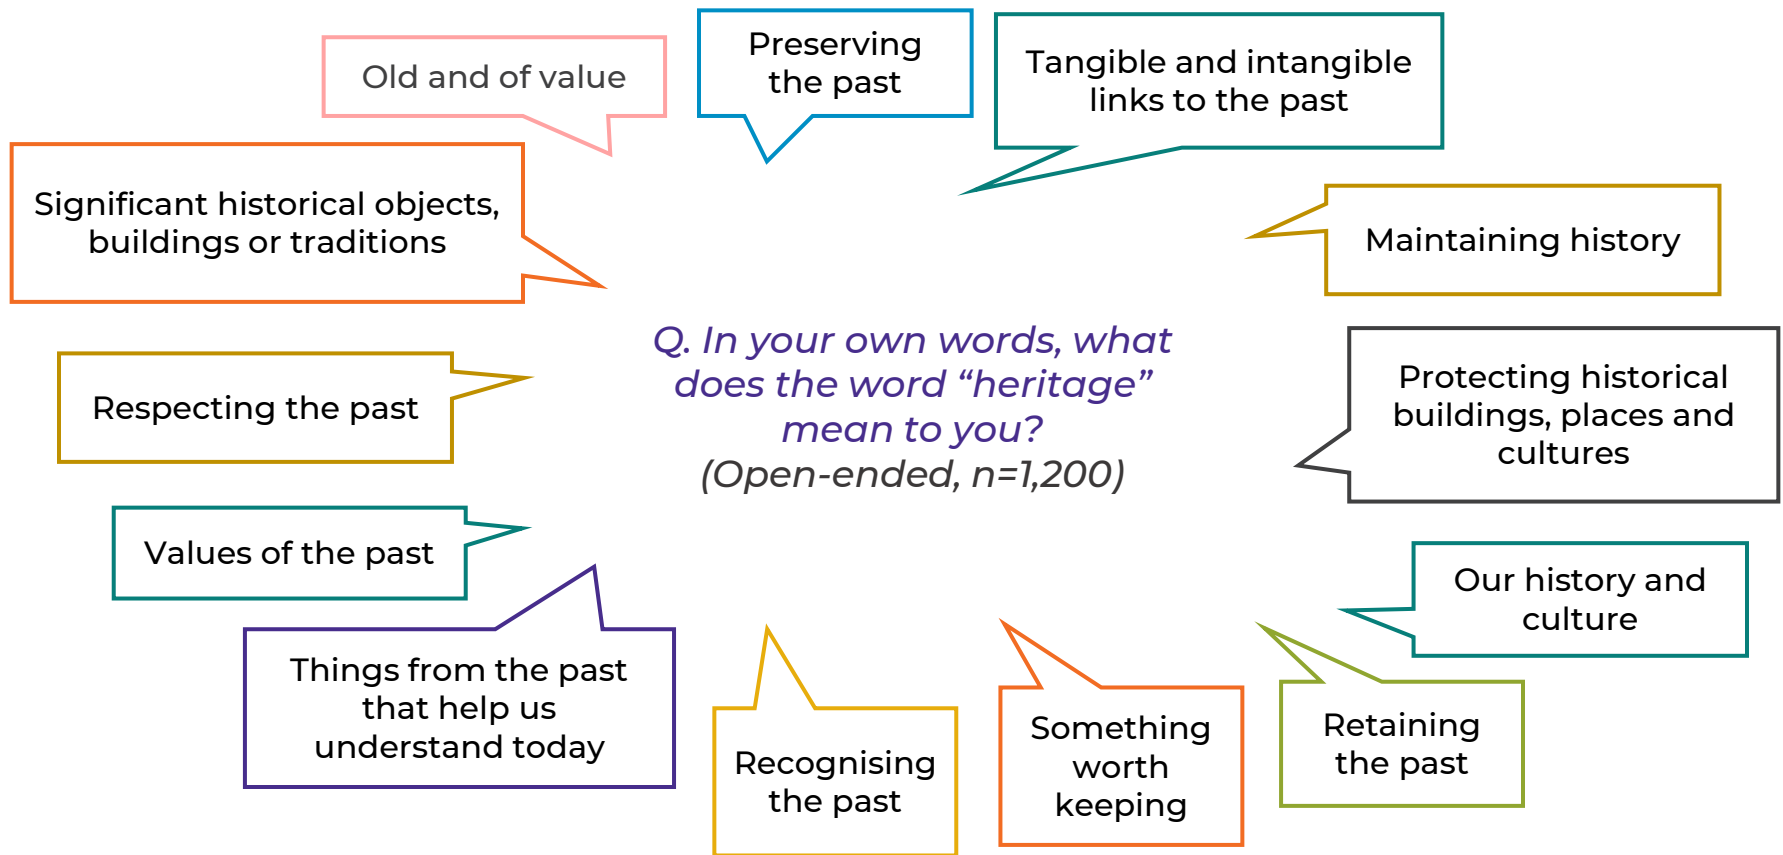 Old and of value
Preserving
the past
Tangible and intangible
links to the past
Significant historical objects,
buildings or traditions
Maintaining history
Q. In your own words, what
does the word “heritage”
mean to you?
(Open-ended, n=1,200)
Respecting the past
Protecting historical
buildings, places and
cultures
Values of the past
Our history and
culture
Things from the past
that help us
understand today
Recognising
the past
Something
worth
keeping
Retaining
the past